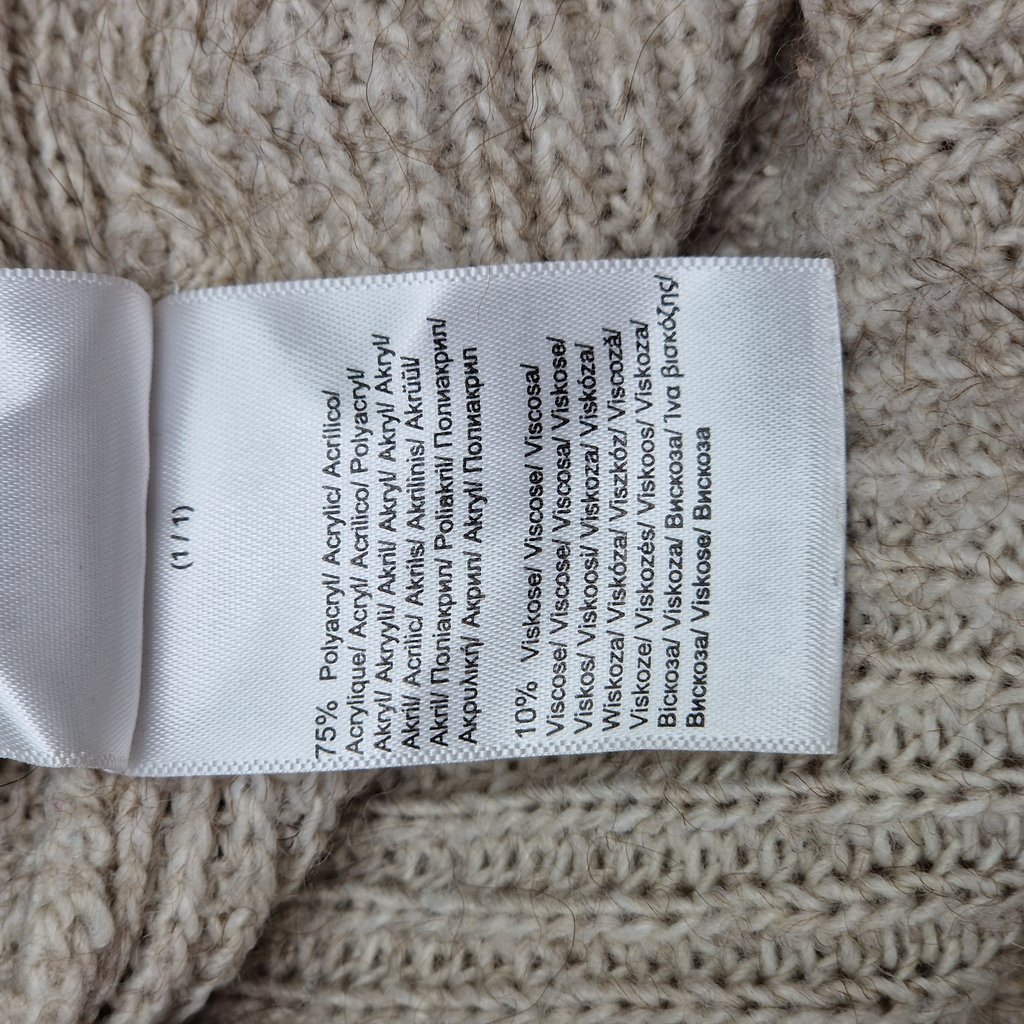 (1 / 1)
75% Polyacryl/ Acrylic/ Acrilico/
Acrylique/ Acryl/ Acrilico/ Polyacryl/
Akryl/ Akryyli/ Akril/ Akryl/ Akryl/ Akryl/
Akril/ Acrilic/ Akrils/ Akrilinis/ Akrüül/
Akril/ Поліакрил/ Poliakril/ Полиакрил/
Ακρυλική/ Акрил/ Akryl/ Полиакрил
10% Viskose/ Viscose/ Viscosa/
Viscose/ Viscose/ Viscosa/ Viskose/
Viskos/ Viskoosi/ Viskoza/ Viskóza/
Wiskoza/ Viskóza/ Viszkóz/ Viscoză/
Viskoze/ Viskozės/ Viskoos/ Viskoza/
Віскоза/ Viskoza/ Вискоза/ Ίνα βισκόζης/
Вискоза/ Viskose/ Вискоза